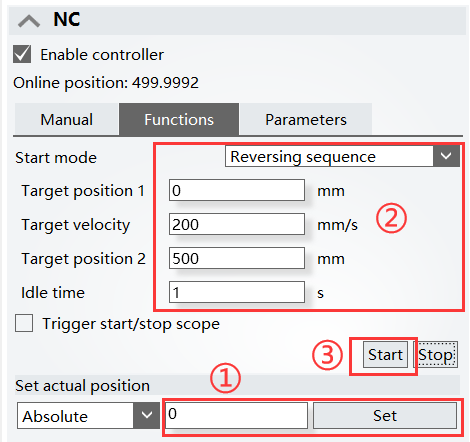 NC
Enable controller
Online position: 499.9992
Manual Functions Parameters
Start mode Reversing sequence
Target position 1 0 mm
Target velocity 200 mm/s
②
Target position 2 500 mm
Idle time 1 s
Trigger start/stop scope
③ Start Stop
①
Set actual position
Absolute 0 Set